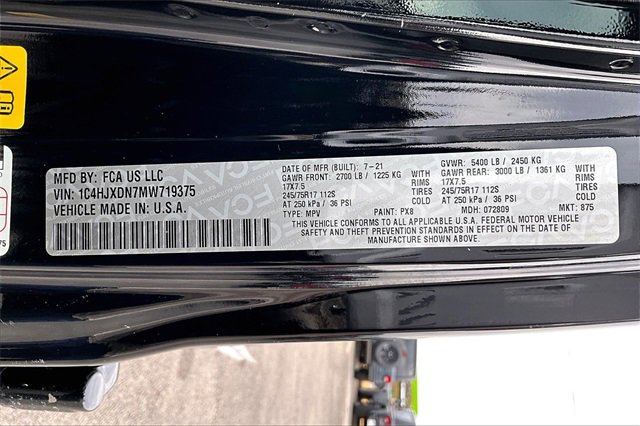 MFD BY: FCA US LLC
VIN: 1C4HJXDN7MW719375
VEHICLE MADE IN: U.S.A.
DATE OF MFR (BUILT): 7-21
GVWR: 5400 LB / 2450 KG
GAWR FRONT: 2700 LB / 1225 KG WITH
GAWR REAR: 3000 LB / 1361 KG WITH
17X7.5 TIRES
17X7.5 TIRES
245/75R17 112S RIMS
245/75R17 112S RIMS
AT 250 kPa / 36 PSI COLD
AT 250 kPa / 36 PSI COLD
TYPE: MPV PAINT: PX8 MDH: 072809 MKT: 875
THIS VEHICLE CONFORMS TO ALL APPLICABLE U.S.A. FEDERAL MOTOR VEHICLE
SAFETY AND THEFT PREVENTION STANDARDS IN EFFECT ON THE DATE OF MANUFACTURE
SHOWN ABOVE.